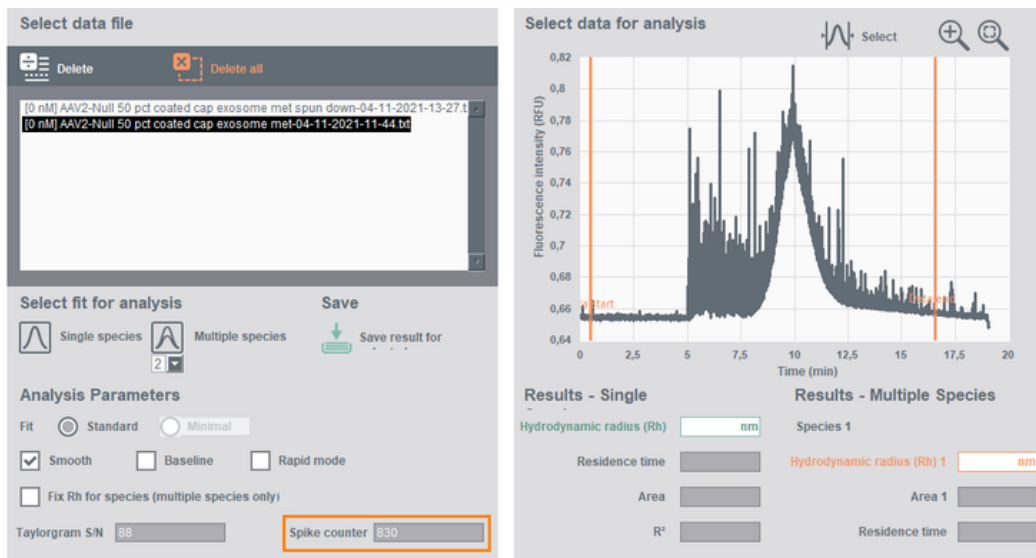 Select data file
Delete
Delete all
[0 nM] AAV2-Null 50 pct coated cap exosome met spun down-04-11-2021-13-27.t
[0 nM] AAV2-Null 50 pct coated cap exosome met-04-11-2021-11-44.txt
Select fit for analysis
Save
Single species
Multiple species
Save result for
2
Analysis Parameters
Fit
Standard
Minimal
Smooth
Baseline
Rapid mode
Fix Rh for species (multiple species only)
Taylorgram S/N
88
Spike counter
830
Select data for analysis
Select
Fluorescence intensity (RFU)
0,82
0,8
0,78
0,76
0,74
0,72
0,7
0,68
0,66
0,64
start
Data end
0
2,5
5
7,5
10
12,5
15
17,5
20
Time (min)
Results - Single
Results - Multiple Species
Hydrodynamic radius (Rh)
nm
Species 1
Residence time
Hydrodynamic radius (Rh) 1
nm
Area
Area 1
R²
Residence time